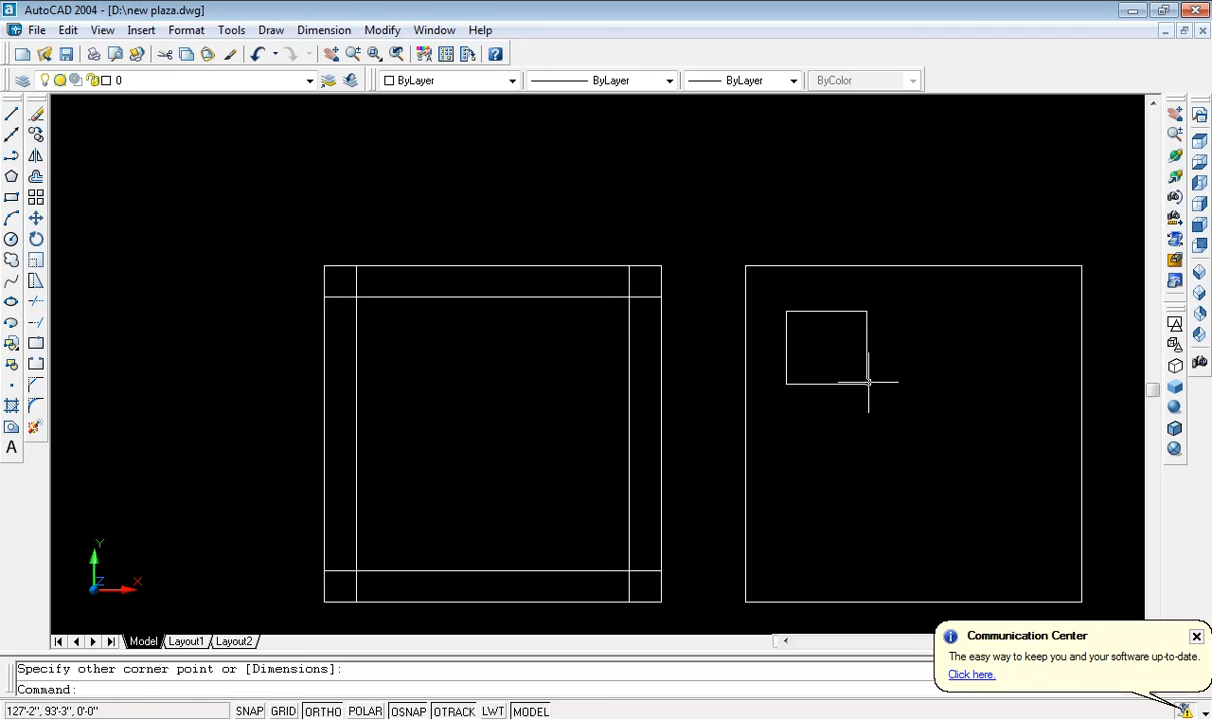 AutoCAD 2004 - [D:\new plaza.dwg]
File Edit View Insert Format Tools Draw Dimension Modify Window Help
0 ByLayer ByLayer ByLayer ByColor
A
Y
Z X
Model Layout1 Layout2
Specify other corner point or [Dimensions]:
Command:
Communication Center
The easy way to keep you and your software up-to-date.
Click here.
127'-2", 93'-3", 0'-0" SNAP GRID ORTHO POLAR OSNAP OTRACK LWT MODEL